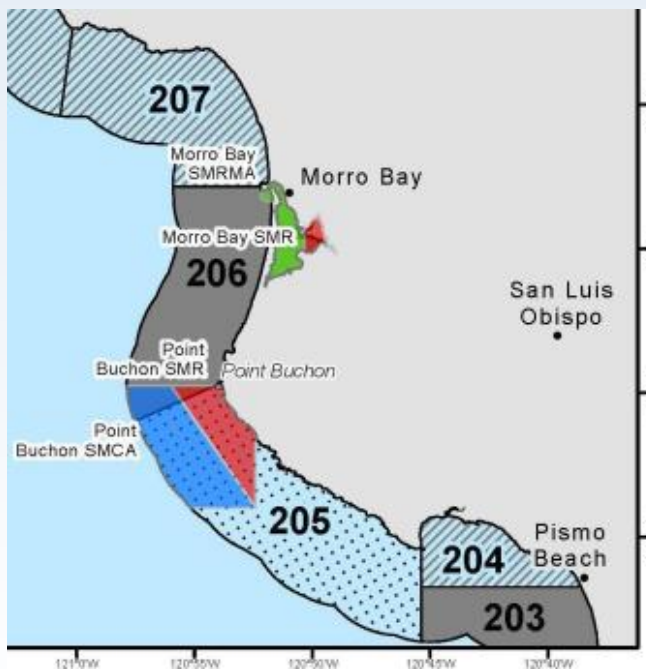 207
Morro Bay
SMRMA
Morro Bay
Morro Bay SMR
206
San Luis
Obispo
Point
Buchon SMR
Point Buchon
Point
Buchon SMCA
205
204
Pismo
Beach
203
121°0'W
120°55'W
120°50'W
120°45'W
120°40'W